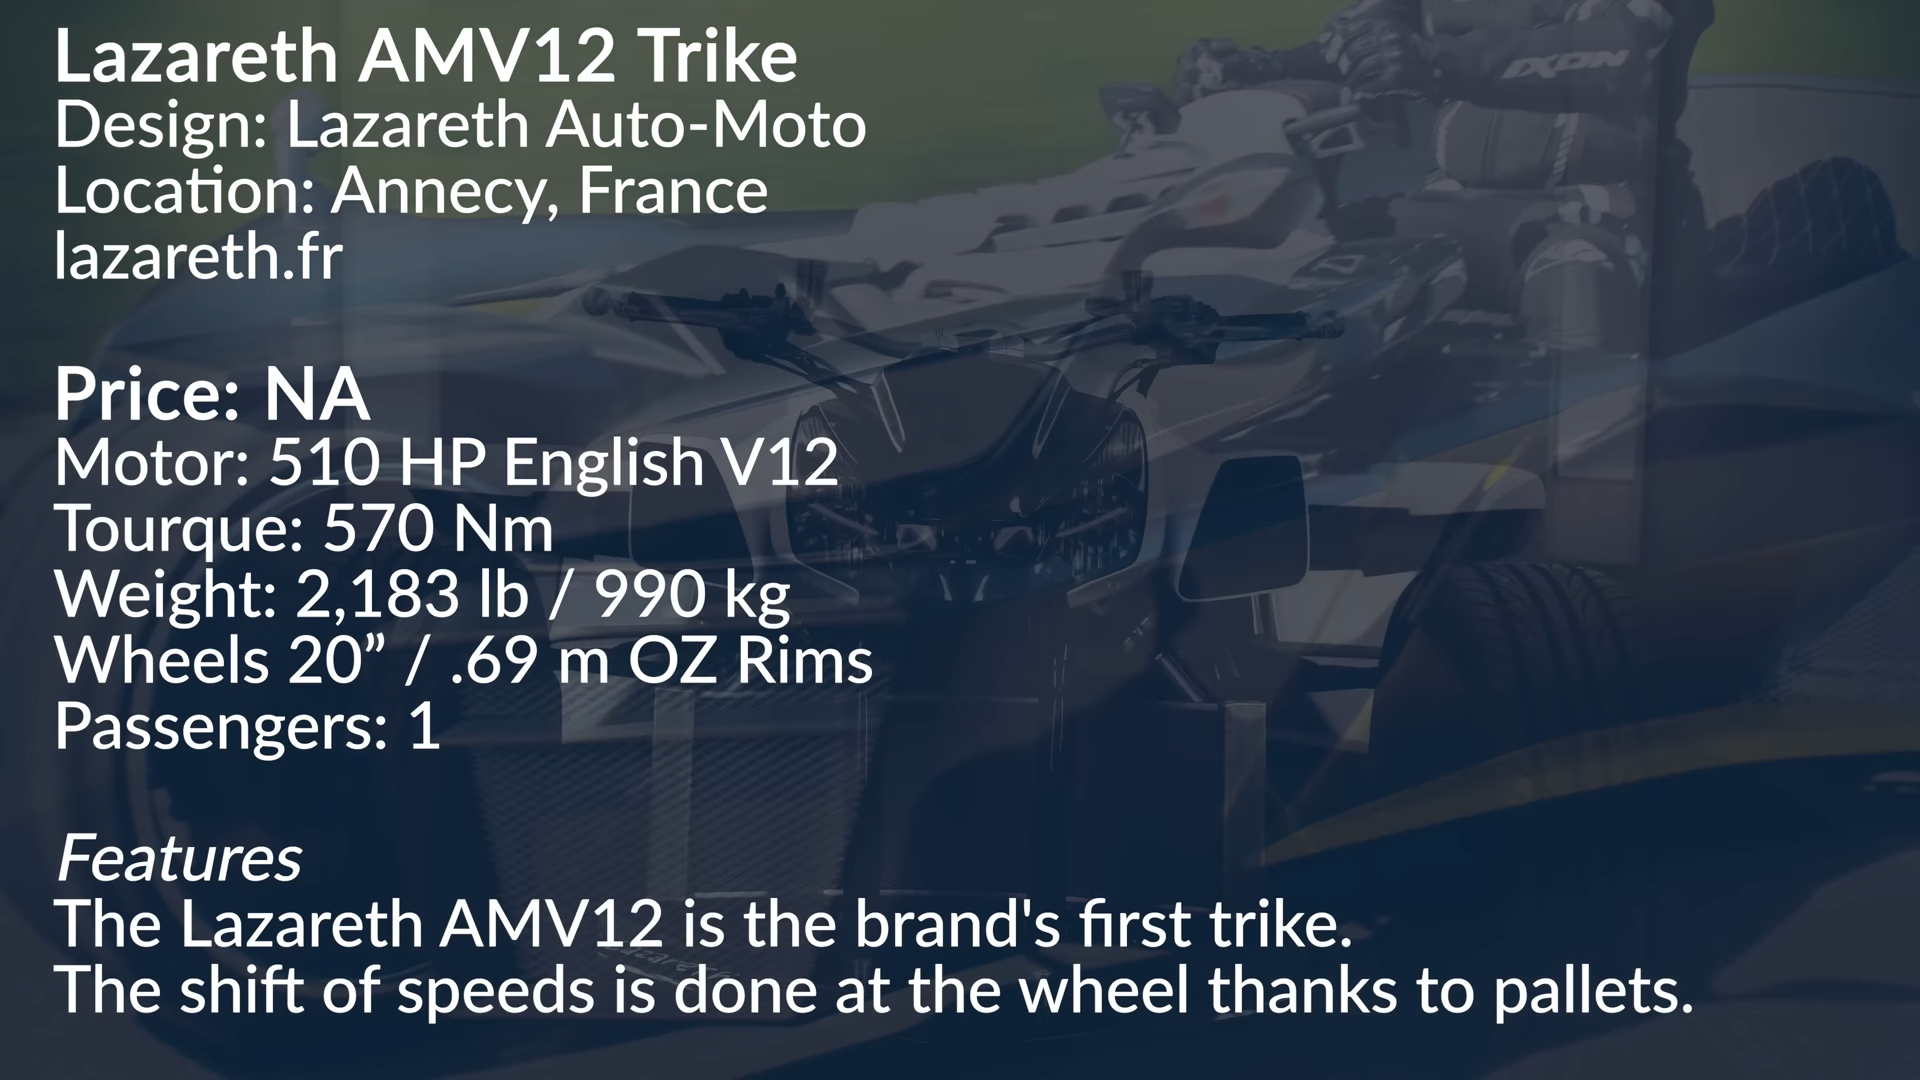 Lazareth AMV12 Trike
Design: Lazareth Auto-Moto
Location: Annecy, France
lazareth.fr
Price: NA
Motor: 510 HP English V12
Tourque: 570 Nm
Weight: 2,183 lb / 990 kg
Wheels 20” / .69 m OZ Rims
Passengers: 1
Features
The Lazareth AMV12 is the brand's first trike.
The shift of speeds is done at the wheel thanks to pallets.
IXON